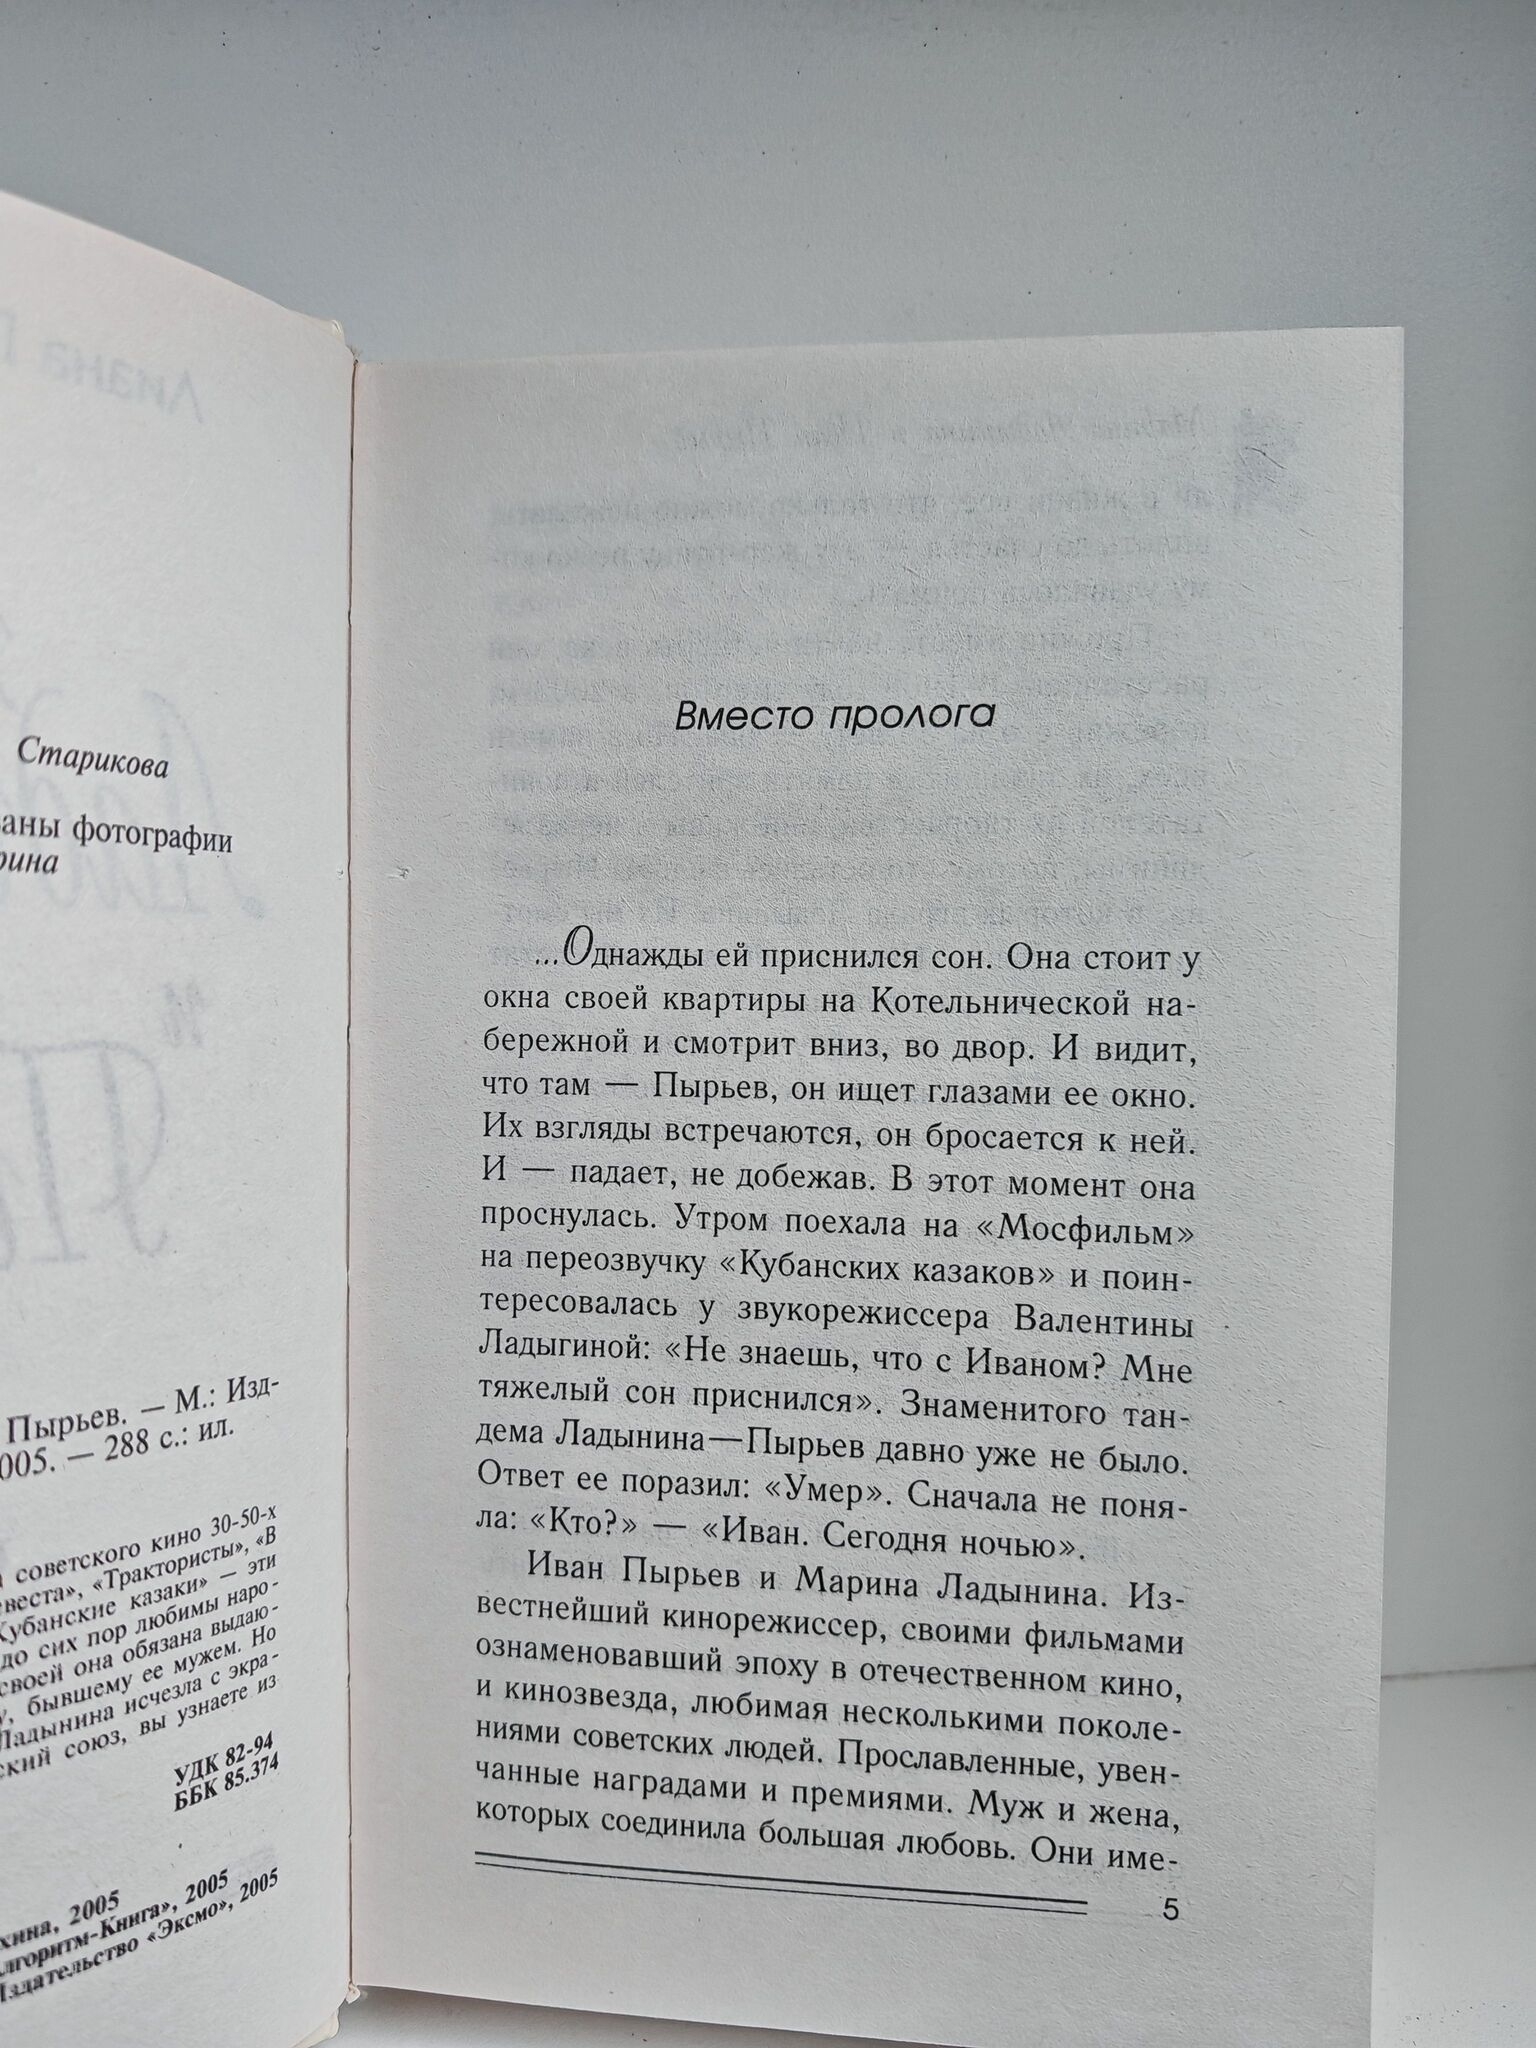 Старикова
фотографии
Пырьев. — М.: Изд-
005. — 288 с.: ил.
советского кино 30-50-х
«Трактористы», «В
Кубанские казаки» — эти
до сих пор любимы наро-
своей она обязана выдаю-
бывшему ее мужем. Но
Ладынина исчезла с экра-
союз, вы узнаете из
УДК 82-94
ББК 85.374
2005
Алгоритм-Книга», 2005
Издательство «Эксмо», 2005
Вместо пролога
...Однажды ей приснился сон. Она стоит у
окна своей квартиры на Котельнической на-
бережной и смотрит вниз, во двор. И видит,
что там — Пырьев, он ищет глазами ее окно.
Их взгляды встречаются, он бросается к ней.
И — падает, не добежав. В этот момент она
проснулась. Утром поехала на «Мосфильм»
на переозвучку «Кубанских казаков» и поин-
тересовалась у звукорежиссера Валентины
Ладыгиной: «Не знаешь, что с Иваном? Мне
тяжелый сон приснился». Знаменитого тан-
дема Ладынина—Пырьев давно уже не было.
Ответ ее поразил: «Умер». Сначала не поня-
ла: «Кто?» — «Иван. Сегодня ночью».
Иван Пырьев и Марина Ладынина. Из-
вестнейший кинорежиссер, своими фильмами
ознаменовавший эпоху в отечественном кино,
и кинозвезда, любимая несколькими поколе-
ниями советских людей. Прославленные, увен-
чанные наградами и премиями. Муж и жена,
которых соединила большая любовь. Они име-
5